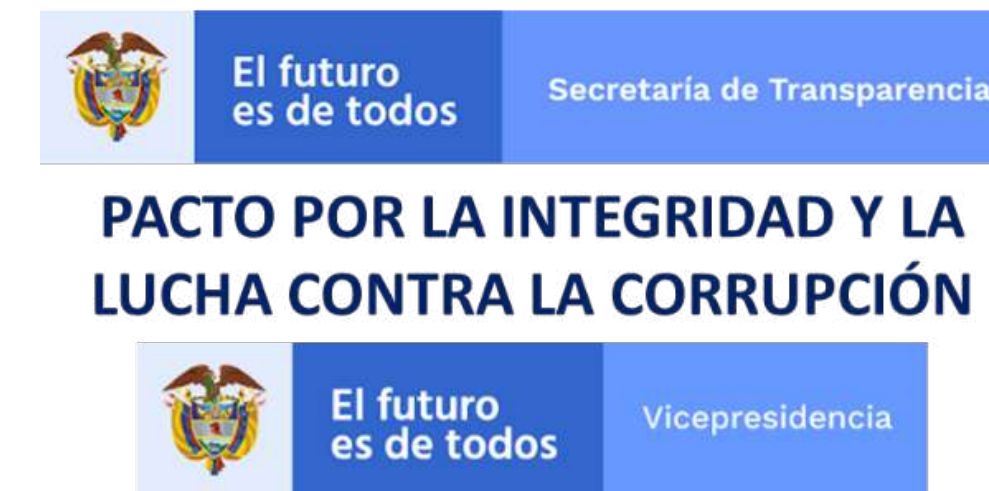 El futuro
es de todos
Secretaría de Transparencia
PACTO POR LA INTEGRIDAD Y LA
LUCHA CONTRA LA CORRUPCIÓN
El futuro
es de todos
Vicepresidencia